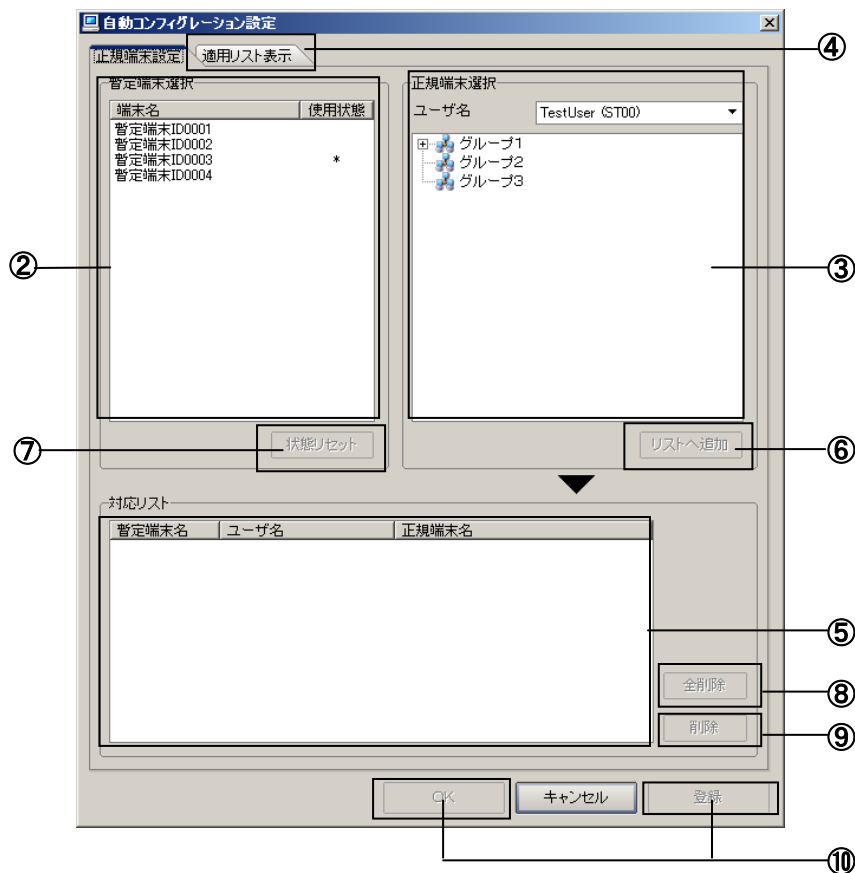 自動コンフィグレーション設定
正規端末設定 適用リスト表示 ④
暫定端末選択
端末名 使用状態
暫定端末ID0001
暫定端末ID0002
暫定端末ID0003 *
暫定端末ID0004
正規端末選択
ユーザ名 TestUser (ST00)
グループ1
グループ2
グループ3
②
③
⑦ 状態リセット
リストへ追加 ⑥
対応リスト
暫定端末名 ユーザ名 正規端末名
⑤
全削除 ⑧
削除 ⑨
OK キャンセル 登録
⑩